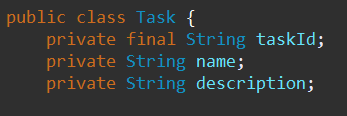 public class Task {
    private final String taskId;
    private String name;
    private String description;